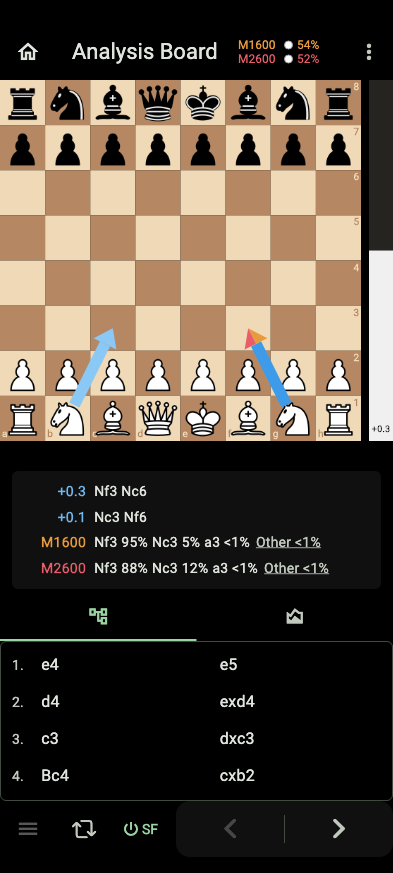 Analysis Board
M1600 54%
M2600 52%
8
7
6
5
4
3
2
a b c d e f g h 1
+0.3
+0.3 Nf3 Nc6
+0.1 Nc3 Nf6
M1600 Nf3 95% Nc3 5% a3 <1% Other <1%
M2600 Nf3 88% Nc3 12% a3 <1% Other <1%
1. e4 e5
2. d4 exd4
3. c3 dxc3
4. Bc4 cxb2
SF